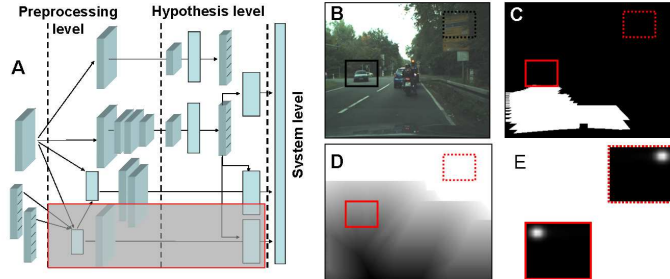 Preprocessing level
Hypothesis level
System level
A
B
C
D
E